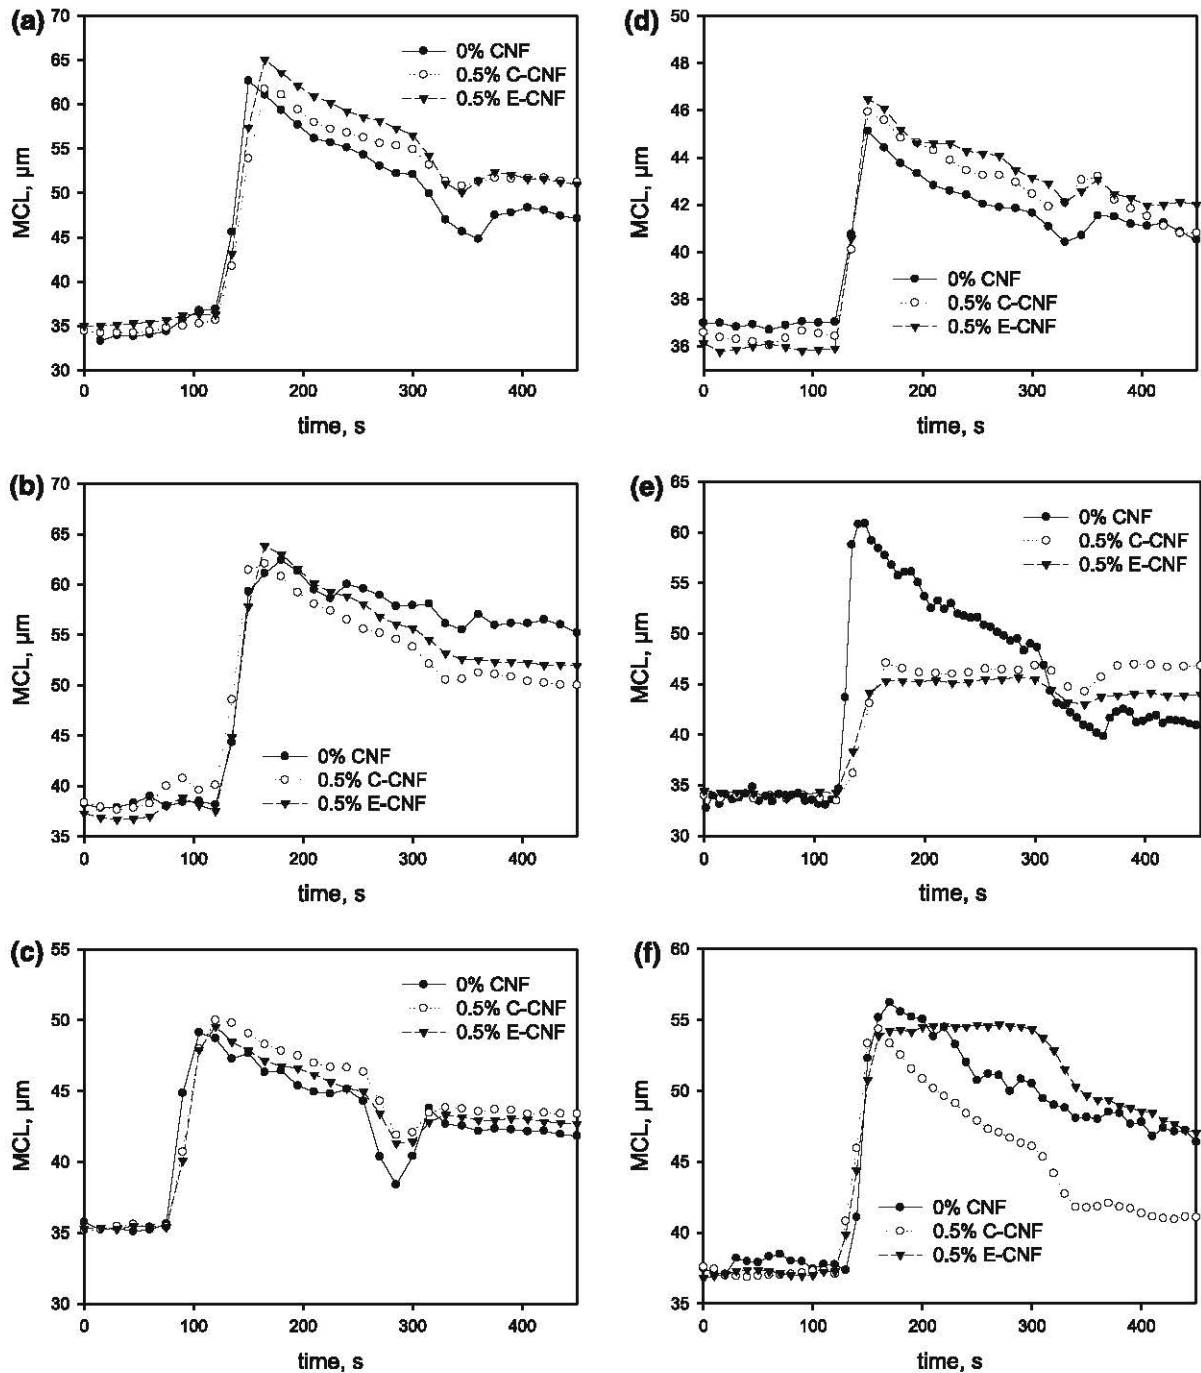 (a)
70
65
60
55
50
45
40
35
30
MCL, µm
0% CNF
0.5% C-CNF
0.5% E-CNF
0 100 200 300 400
time, s
(d)
50
48
46
44
42
40
38
36
MCL, µm
0% CNF
0.5% C-CNF
0.5% E-CNF
0 100 200 300 400
time, s
(b)
70
65
60
55
50
45
40
35
MCL, µm
0% CNF
0.5% C-CNF
0.5% E-CNF
0 100 200 300 400
time, s
(e)
65
60
55
50
45
40
35
30
MCL, µm
0% CNF
0.5% C-CNF
0.5% E-CNF
0 100 200 300 400
time, s
(c)
55
50
45
40
35
30
MCL, µm
0% CNF
0.5% C-CNF
0.5% E-CNF
0 100 200 300 400
time, s
(f)
60
55
50
45
40
35
MCL, µm
0% CNF
0.5% C-CNF
0.5% E-CNF
0 100 200 300 400
time, s